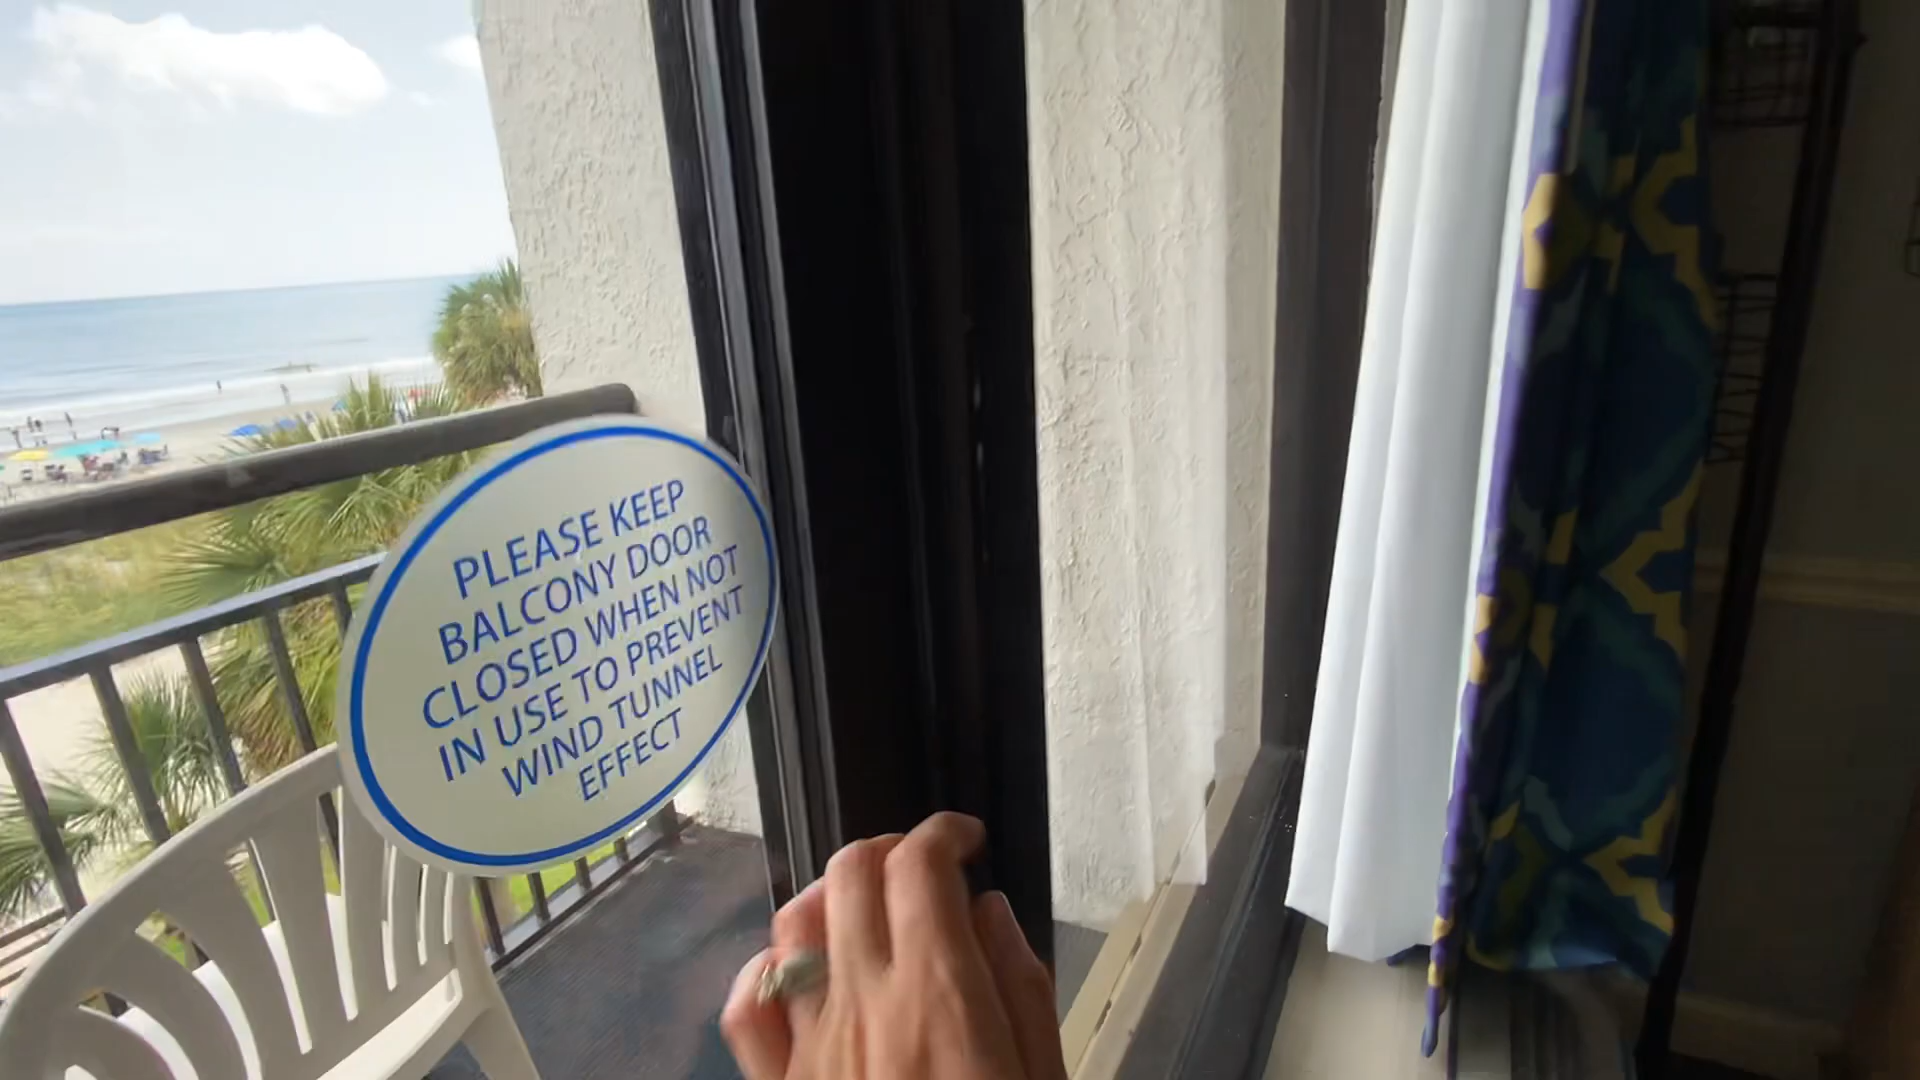 PLEASE KEEP
BALCONY DOOR
CLOSED WHEN NOT
IN USE TO PREVENT
WIND TUNNEL
EFFECT